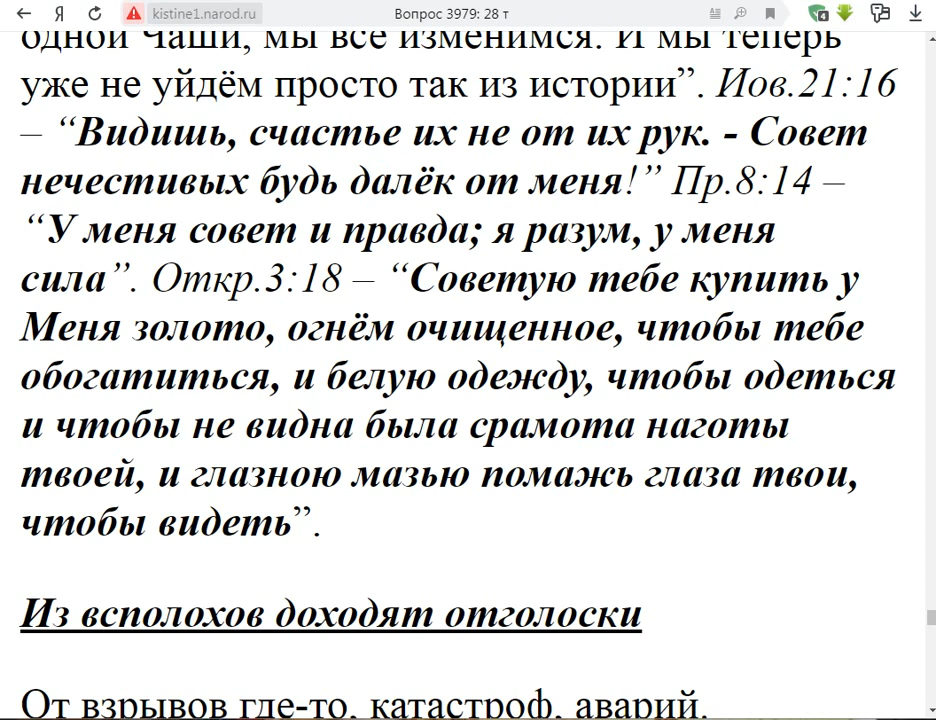 kistine1.narod.ru
Вопрос 3979: 28 т
4
одной Чаши, мы все изменимся. И мы теперь
уже не уйдём просто так из истории”. Иов.21:16
– “Видишь, счастье их не от их рук. - Совет
нечестивых будь далёк от меня!” Пр.8:14 –
“У меня совет и правда; я разум, у меня
сила”. Откр.3:18 – “Советую тебе купить у
Меня золото, огнём очищенное, чтобы тебе
обогатиться, и белую одежду, чтобы одеться
и чтобы не видна была срамота наготы
твоей, и глазною мазью помажь глаза твои,
чтобы видеть”.
Из всполохов доходят отголоски
От взрывов где-то, катастроф, аварий.